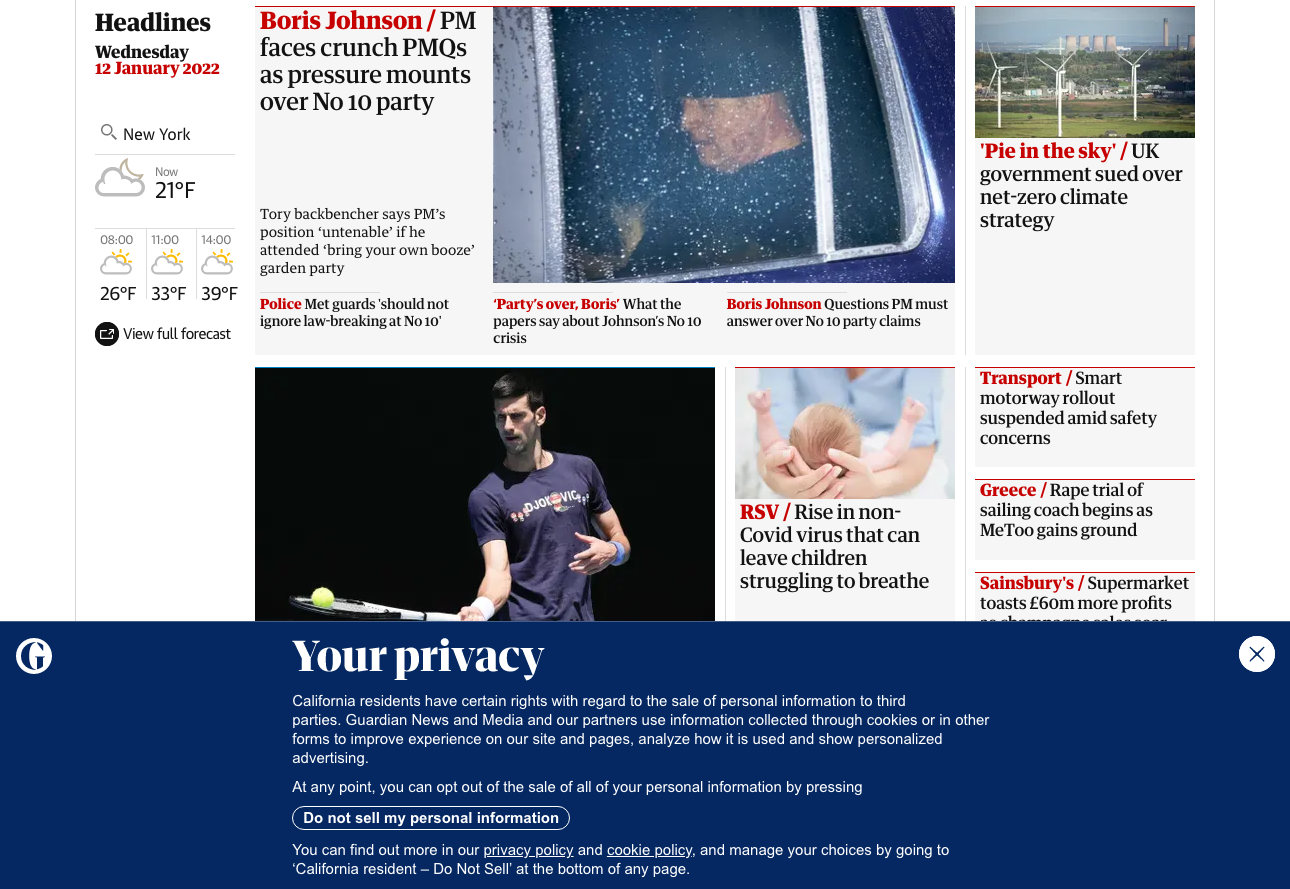 Headlines
Wednesday
12 January 2022
New York
Now
21°F
08:00
26°F
11:00
33°F
14:00
39°F
View full forecast
Boris Johnson / PM
faces crunch PMQs
as pressure mounts
over No 10 party
Tory backbencher says PM’s
position ‘untenable’ if he
attended ‘bring your own booze’
garden party
Police Met guards 'should not
ignore law-breaking at No 10'
‘Party’s over, Boris’ What the
papers say about Johnson’s No 10
crisis
Boris Johnson Questions PM must
answer over No 10 party claims
'Pie in the sky' / UK
government sued over
net-zero climate
strategy
DJOKOVIC
RSV / Rise in non-
Covid virus that can
leave children
struggling to breathe
Transport / Smart
motorway rollout
suspended amid safety
concerns
Greece / Rape trial of
sailing coach begins as
MeToo gains ground
Sainsbury's / Supermarket
toasts £60m more profits
as champagne sales soar
Your privacy
California residents have certain rights with regard to the sale of personal information to third
parties. Guardian News and Media and our partners use information collected through cookies or in other
forms to improve experience on our site and pages, analyze how it is used and show personalized
advertising.
At any point, you can opt out of the sale of all of your personal information by pressing
Do not sell my personal information
You can find out more in our privacy policy and cookie policy, and manage your choices by going to
‘California resident – Do Not Sell’ at the bottom of any page.